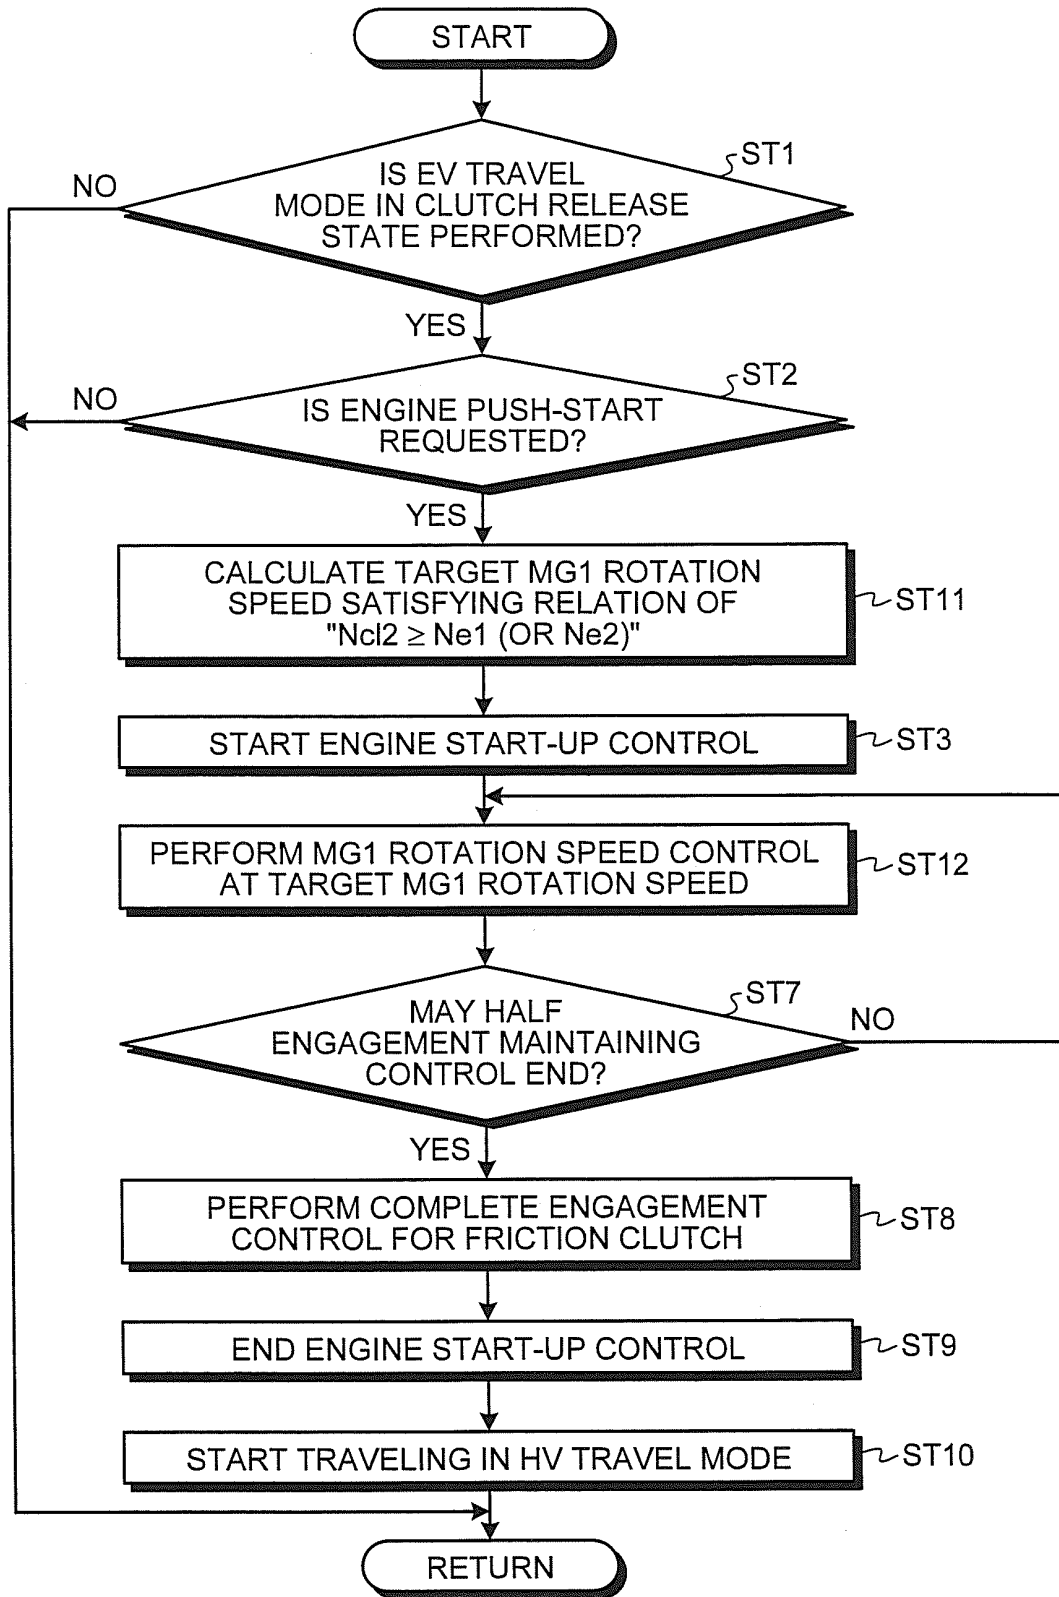 START
IS EV TRAVEL
MODE IN CLUTCH RELEASE
STATE PERFORMED?
ST1
NO
YES
IS ENGINE PUSH-START
REQUESTED?
ST2
NO
YES
CALCULATE TARGET MG1 ROTATION
SPEED SATISFYING RELATION OF
"Ncl2 ≥ Ne1 (OR Ne2)"
ST11
START ENGINE START-UP CONTROL
ST3
PERFORM MG1 ROTATION SPEED CONTROL
AT TARGET MG1 ROTATION SPEED
ST12
MAY HALF
ENGAGEMENT MAINTAINING
CONTROL END?
ST7
NO
YES
PERFORM COMPLETE ENGAGEMENT
CONTROL FOR FRICTION CLUTCH
ST8
END ENGINE START-UP CONTROL
ST9
START TRAVELING IN HV TRAVEL MODE
ST10
RETURN